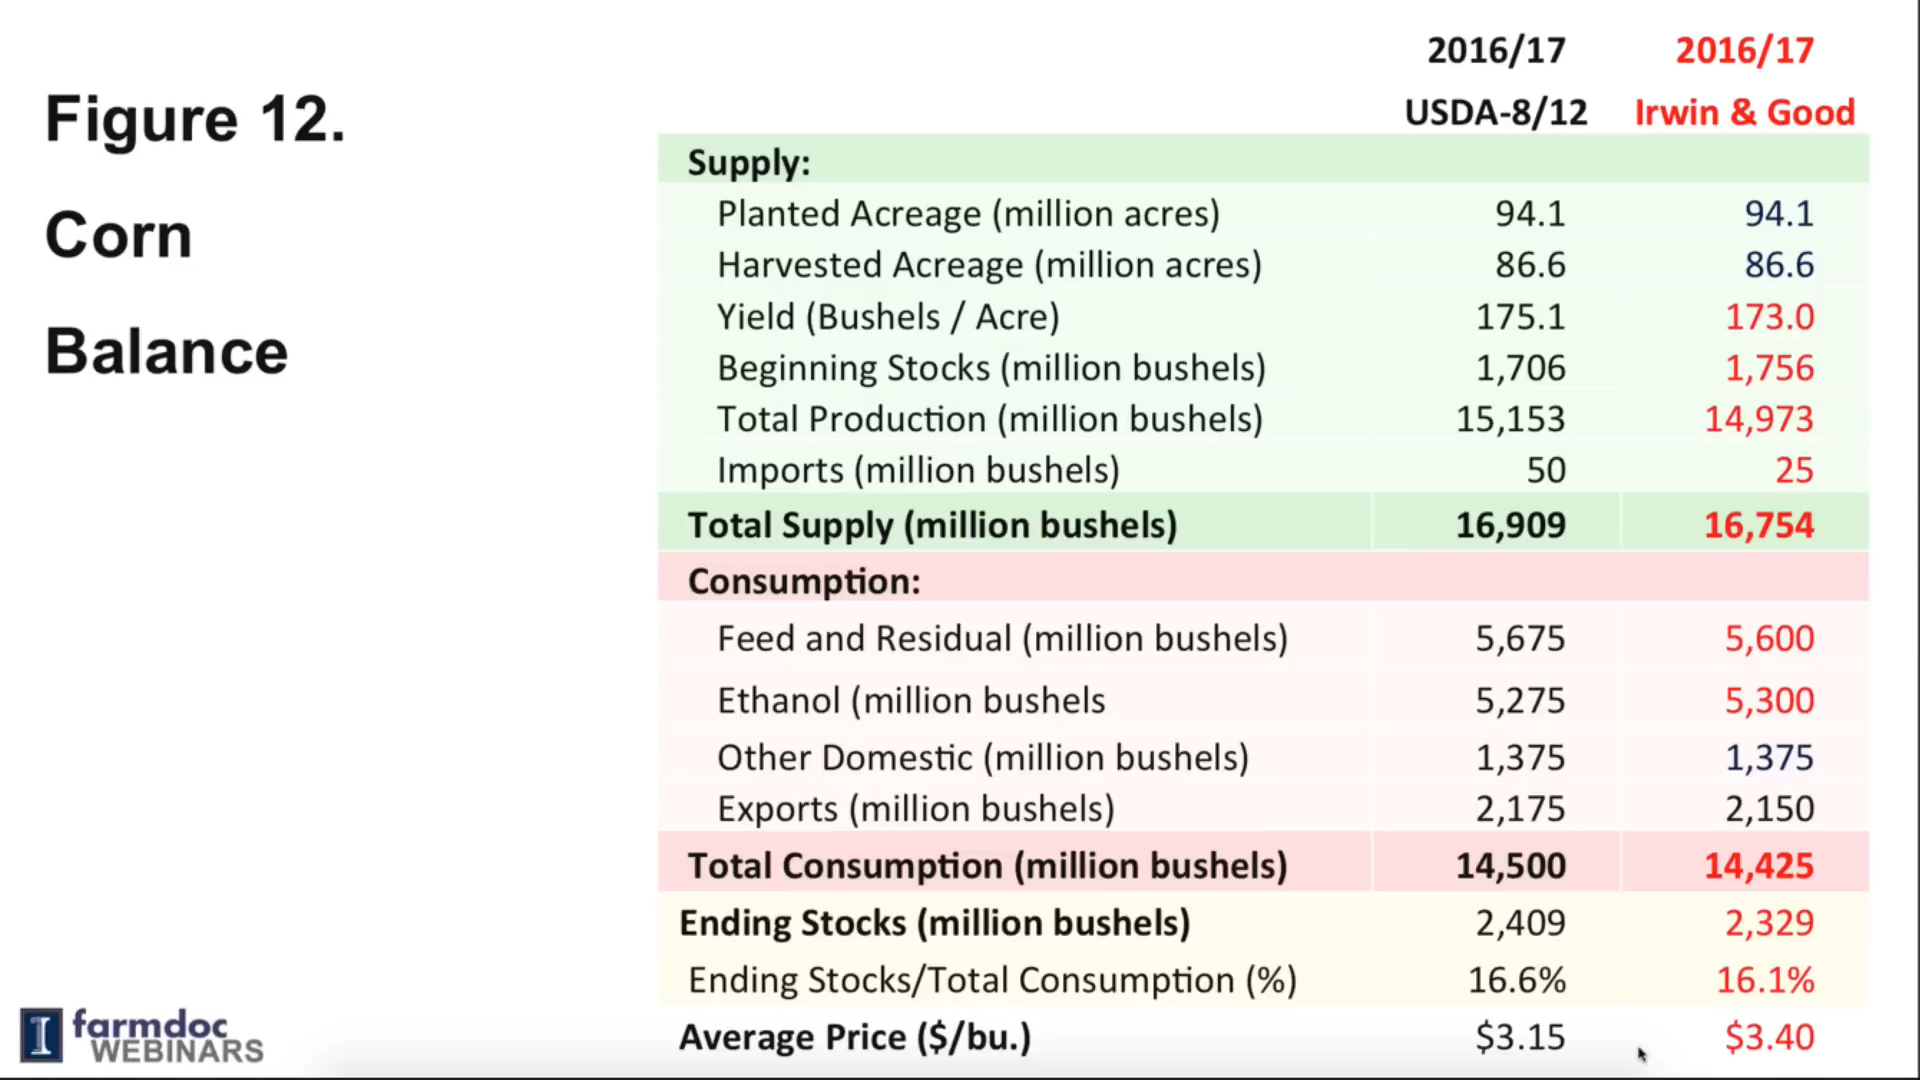 Figure 12.
Corn
Balance
2016/17 2016/17
USDA-8/12 Irwin & Good
Supply:
Planted Acreage (million acres) 94.1 94.1
Harvested Acreage (million acres) 86.6 86.6
Yield (Bushels / Acre) 175.1 173.0
Beginning Stocks (million bushels) 1,706 1,756
Total Production (million bushels) 15,153 14,973
Imports (million bushels) 50 25
Total Supply (million bushels) 16,909 16,754
Consumption:
Feed and Residual (million bushels) 5,675 5,600
Ethanol (million bushels 5,275 5,300
Other Domestic (million bushels) 1,375 1,375
Exports (million bushels) 2,175 2,150
Total Consumption (million bushels) 14,500 14,425
Ending Stocks (million bushels) 2,409 2,329
Ending Stocks/Total Consumption (%) 16.6% 16.1%
Average Price ($/bu.) $3.15 $3.40
I farmdoc
WEBINARS